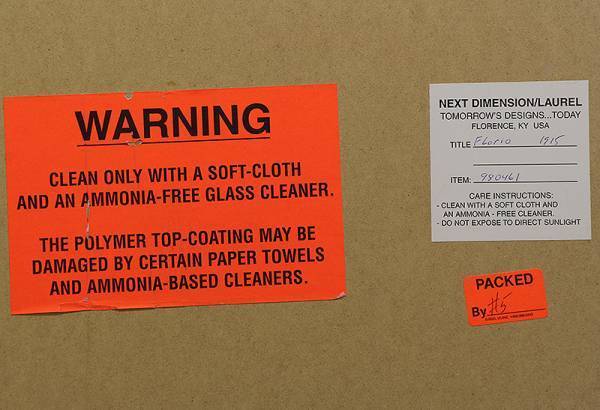 WARNING
CLEAN ONLY WITH A SOFT-CLOTH
AND AN AMMONIA-FREE GLASS CLEANER.
THE POLYMER TOP-COATING MAY BE
DAMAGED BY CERTAIN PAPER TOWELS
AND AMMONIA-BASED CLEANERS.
NEXT DIMENSION/LAUREL
TOMORROW'S DESIGNS...TODAY
FLORENCE, KY USA
TITLE Florio 1915
ITEM: 980461
CARE INSTRUCTIONS:
- CLEAN WITH A SOFT CLOTH AND
AN AMMONIA - FREE CLEANER.
- DO NOT EXPOSE TO DIRECT SUNLIGHT
PACKED
By #5